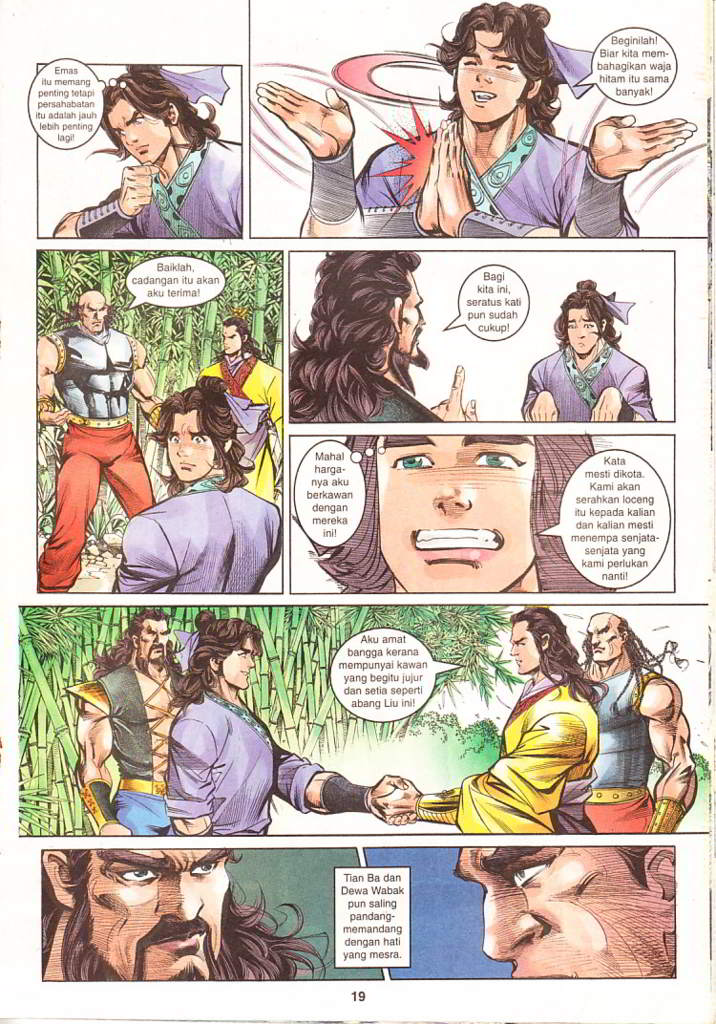 Emas
itu memang
penting tetapi
persahabatan
itu adalah jauh
lebih penting
lagi!
Beginilah!
Biar kita mem-
bahagikan waja
hitam itu sama
banyak!
Baiklah,
cadangan itu akan
aku terima!
Bagi
kita ini,
seratus kati
pun sudah
cukup!
Mahal
harga-
nya aku
berkawan
dengan
mereka
ini!
Kata
mesti dikota.
Kami akan
serahkan loceng
itu kepada kalian
dan kalian mesti
menempa senjata-
senjata yang
kami perlukan
nanti!
Aku amat
bangga kerana
mempunyai kawan
yang begitu jujur
dan setia seperti
abang Liu ini!
Tian Ba dan
Dewa Wabak
pun saling
pandang-
memandang
dengan hati
yang mesra.
19